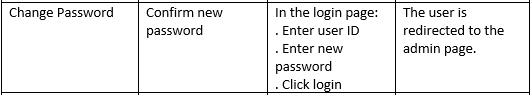 Change Password
Confirm new
password
In the login page:
. Enter user ID
. Enter new
password
. Click login
The user is
redirected to the
admin page.